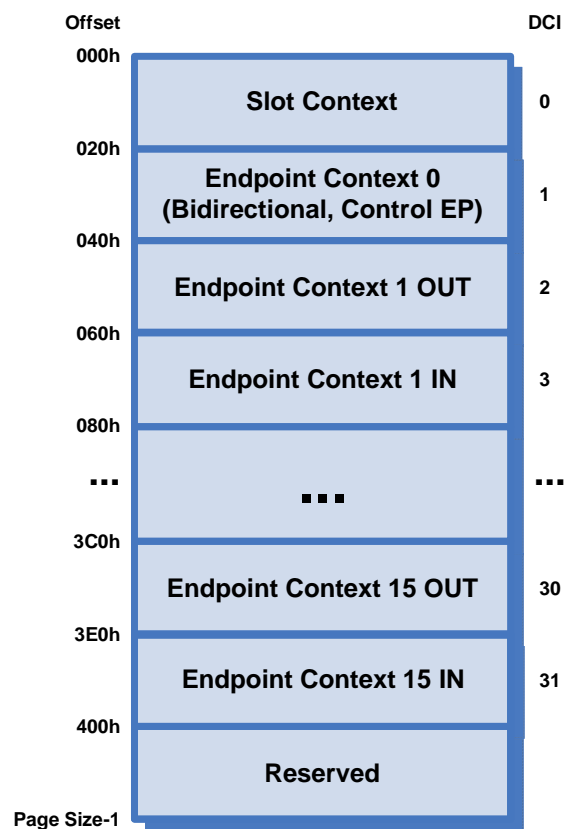 Offset DCI
000h
Slot Context 0
020h
Endpoint Context 0
(Bidirectional, Control EP) 1
040h
Endpoint Context 1 OUT 2
060h
Endpoint Context 1 IN 3
080h
... ... ...
3C0h
Endpoint Context 15 OUT 30
3E0h
Endpoint Context 15 IN 31
400h
Reserved
Page Size-1